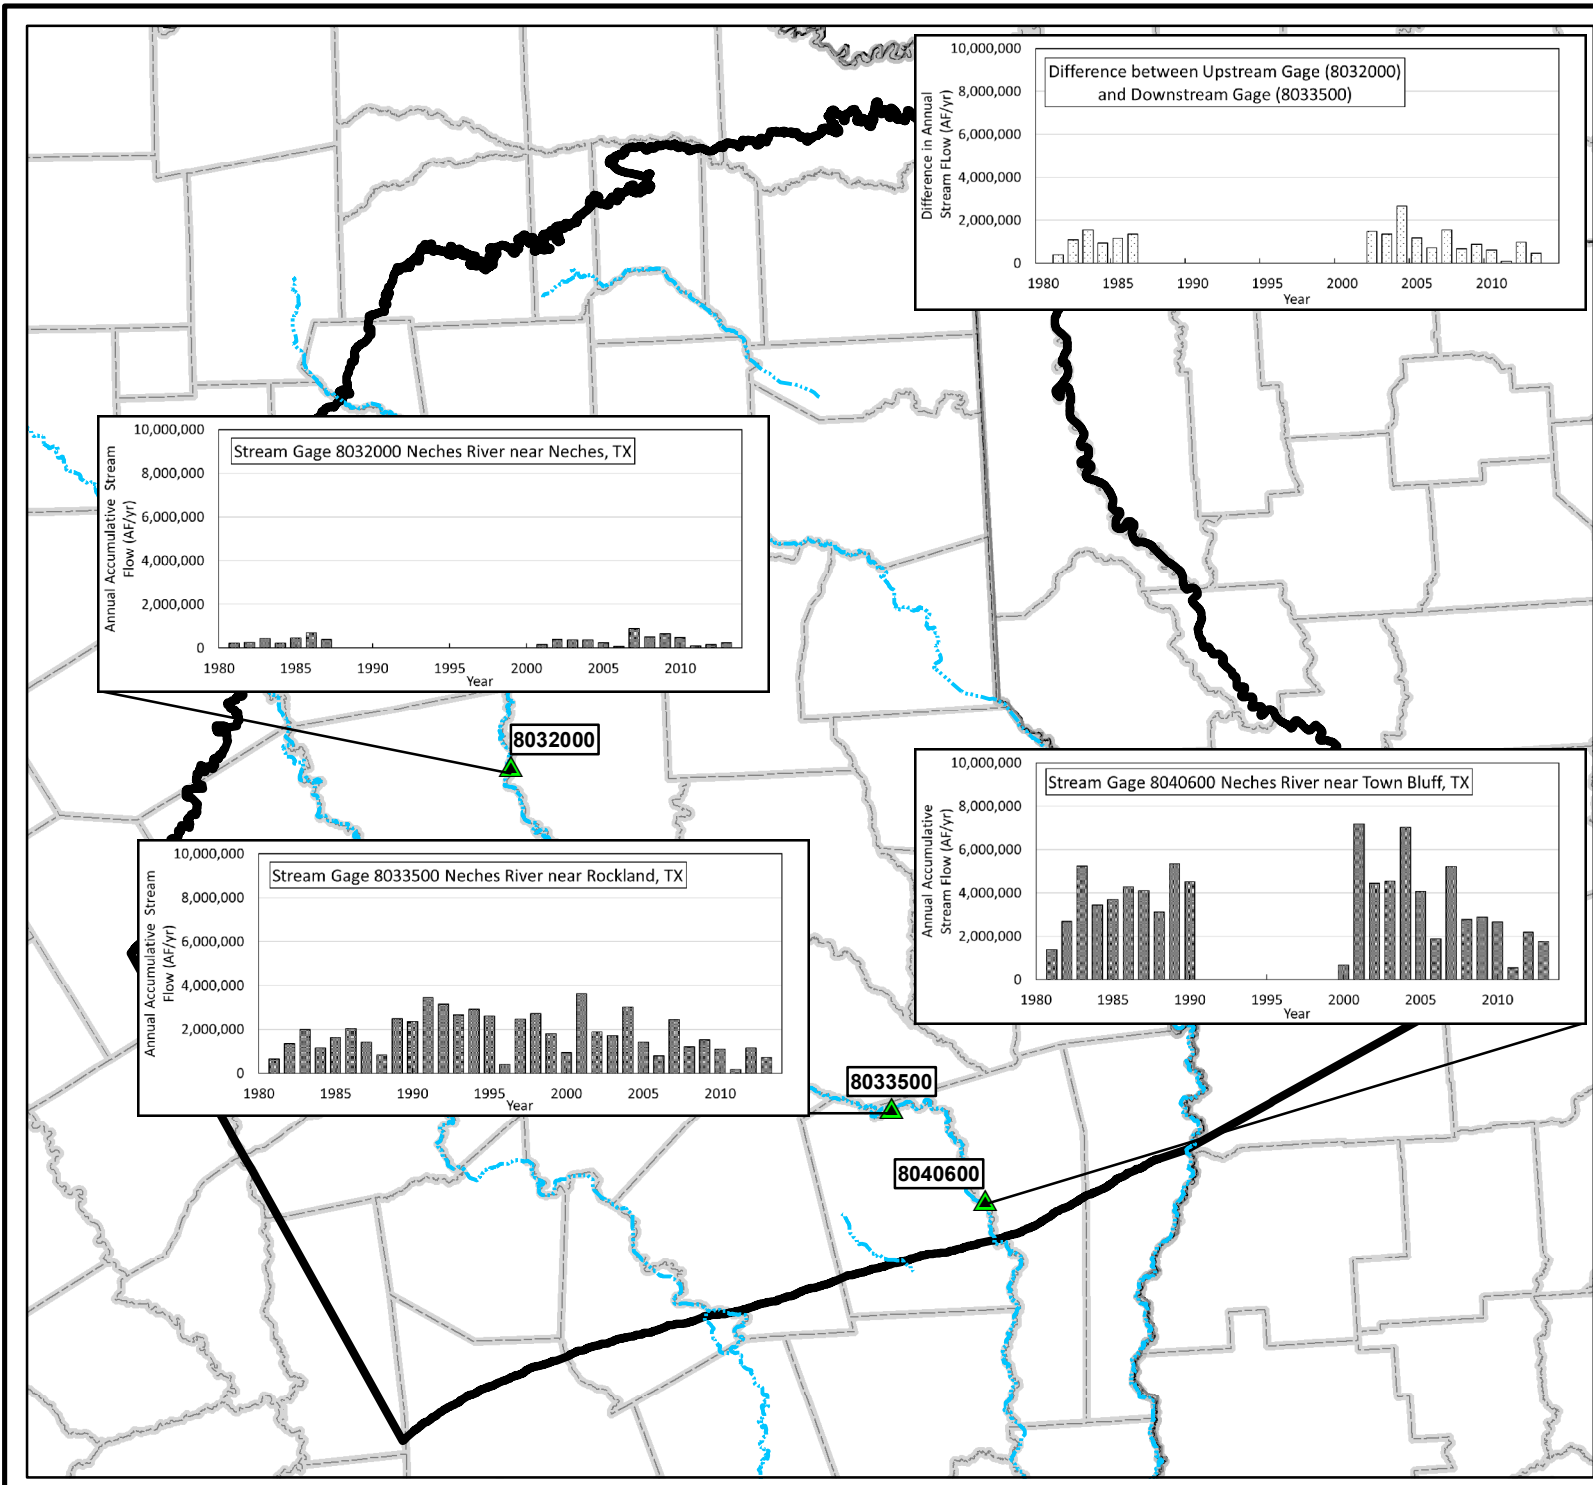 10,000,000
8,000,000
6,000,000
4,000,000
2,000,000
0
Difference in Annual
Stream FLow (AF/yr)
Difference between Upstream Gage (8032000)
and Downstream Gage (8033500)
1980 1985 1990 1995 2000 2005 2010
Year
10,000,000
8,000,000
6,000,000
4,000,000
2,000,000
0
Annual Accumulative Stream
Flow (AF/yr)
Stream Gage 8032000 Neches River near Neches, TX
1980 1985 1990 1995 2000 2005 2010
Year
8032000
10,000,000
8,000,000
6,000,000
4,000,000
2,000,000
0
Annual Accumulative
Stream Flow (AF/yr)
Stream Gage 8040600 Neches River near Town Bluff, TX
1980 1985 1990 1995 2000 2005 2010
Year
10,000,000
8,000,000
6,000,000
4,000,000
2,000,000
0
Annual Accumulative Stream
Flow (AF/yr)
Stream Gage 8033500 Neches River near Rockland, TX
1980 1985 1990 1995 2000 2005 2010
Year
8033500
8040600